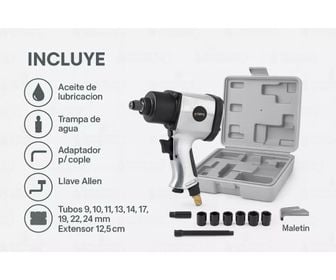 INCLUYE
Aceite de
lubricacion
Trampa de
agua
Adaptador
p/ cople
Llave Allen
Tubos 9, 10, 11, 13, 14, 17,
19, 22, 24 mm
Extensor 12,5 cm
Maletin